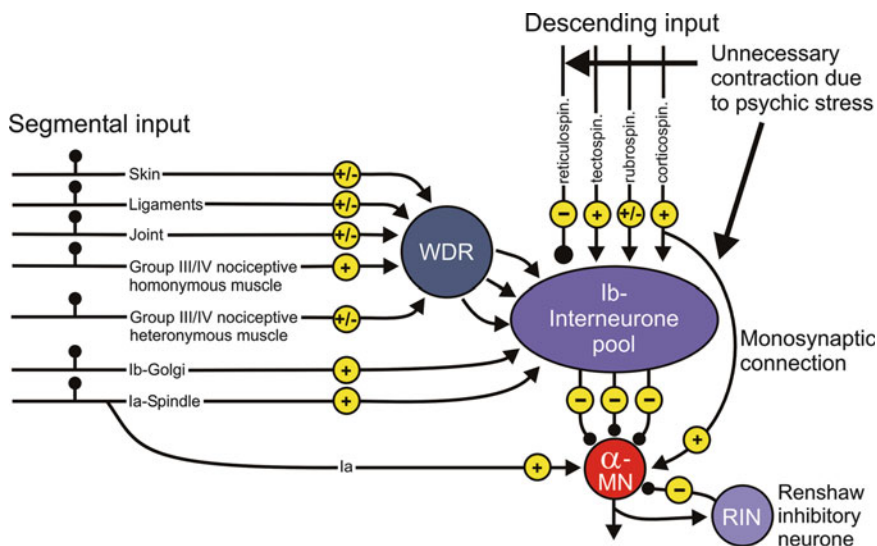 Descending input
Unnecessary
contraction due
to psychic stress
reticulospin.
tectospin.
rubrospin.
corticospin.
Segmental input
Skin
+/-
Ligaments
+/-
Joint
+/-
Group III/IV nociceptive
homonymous muscle
+
Group III/IV nociceptive
heteronymous muscle
+/-
Ib-Golgi
+
Ia-Spindle
+
WDR
−
+
+/-
+
Ib-
Interneurone
pool
Monosynaptic
connection
−
−
−
+
Ia
+
α-
MN
−
RIN
Renshaw
inhibitory
neurone